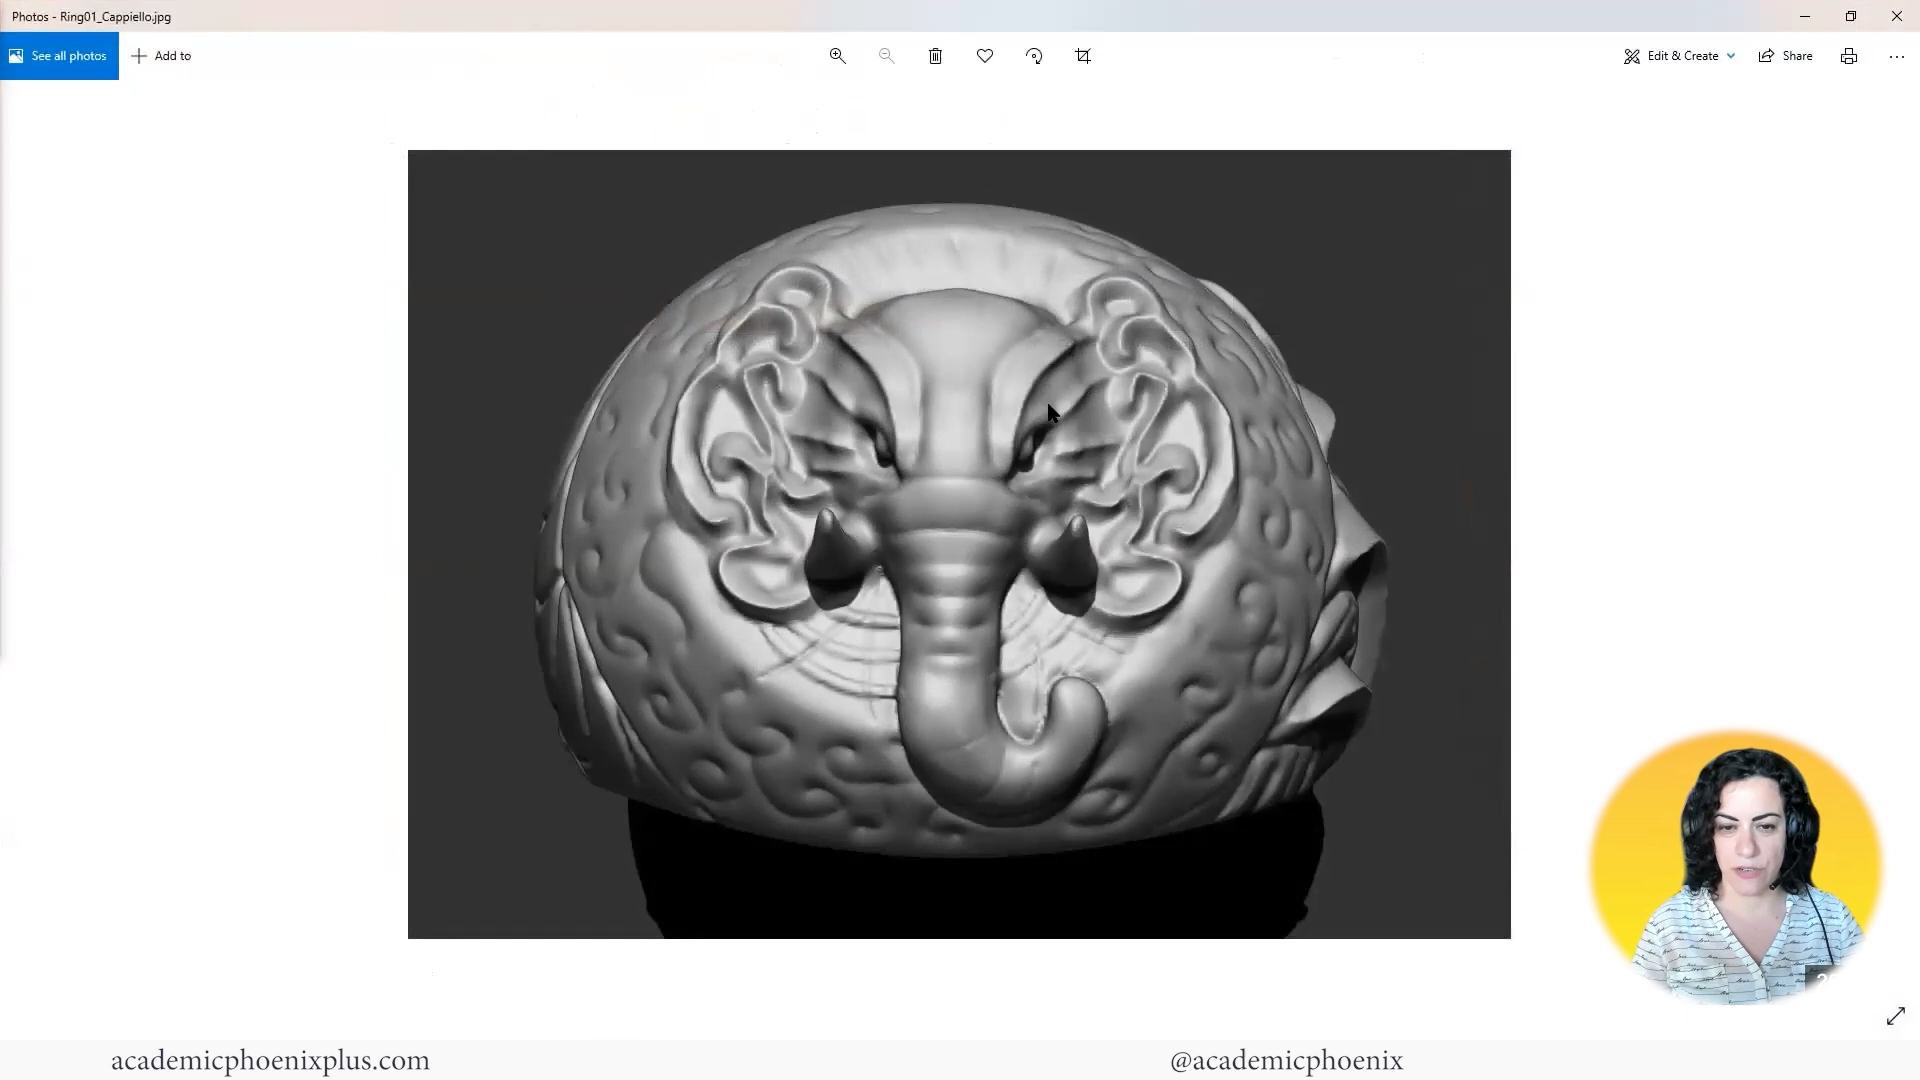 Photos - Ring01_Cappiello.jpg
See all photos
Add to
Edit & Create
Share
academicphoenixplus.com
@academicphoenix